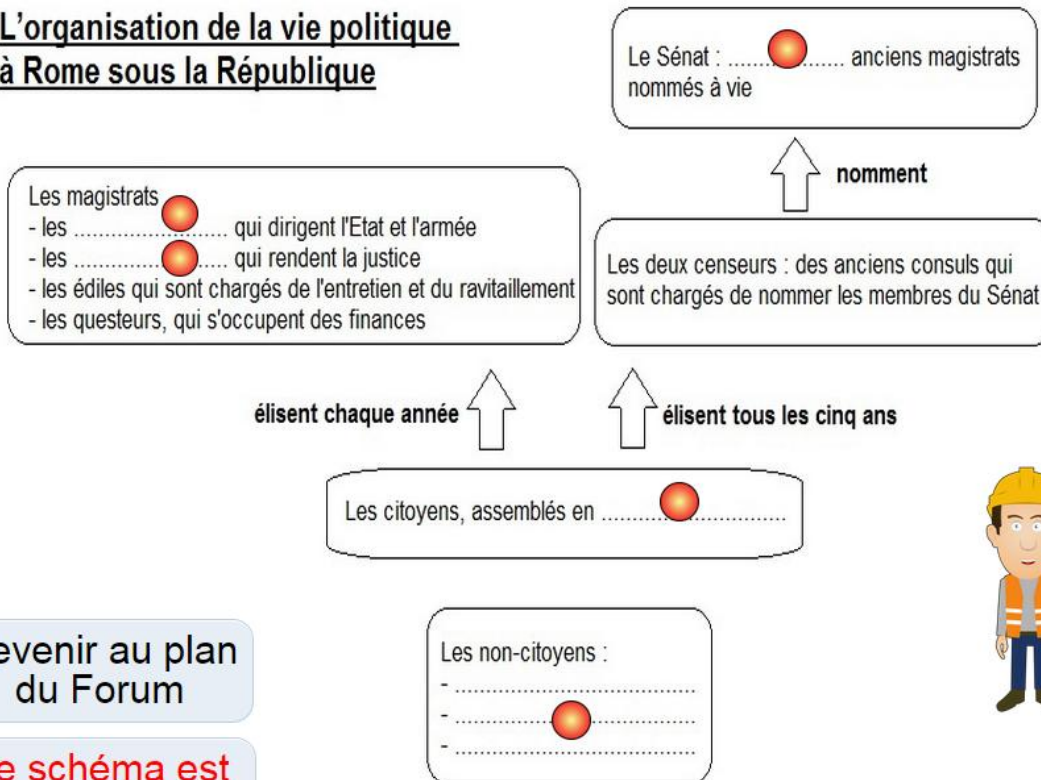 L'organisation de la vie politique
à Rome sous la République
Le Sénat : .................... anciens magistrats
nommés à vie
nomment
Les magistrats
- les .......................... qui dirigent l'Etat et l'armée
- les .......................... qui rendent la justice
- les édiles qui sont chargés de l'entretien et du ravitaillement
- les questeurs, qui s'occupent des finances
Les deux censeurs : des anciens consuls qui
sont chargés de nommer les membres du Sénat
élisent chaque année
élisent tous les cinq ans
Les citoyens, assemblés en ................................
Les non-citoyens :
- ..........................................
- ..........................................
- ..........................................
evenir au plan
du Forum
e schéma est